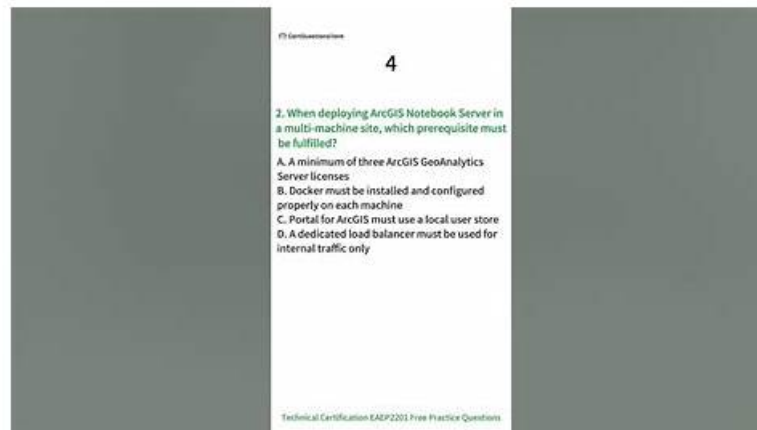 4
2. When deploying ArcGIS Notebook Server in
a multi-machine site, which prerequisite must
be fulfilled?
A. A minimum of three ArcGIS GeoAnalytics
Server licenses
B. Docker must be installed and configured
properly on each machine
C. Portal for ArcGIS must use a local user store
D. A dedicated load balancer must be used for
internal traffic only
Technical Certification EAEP2201 Free Practice Questions